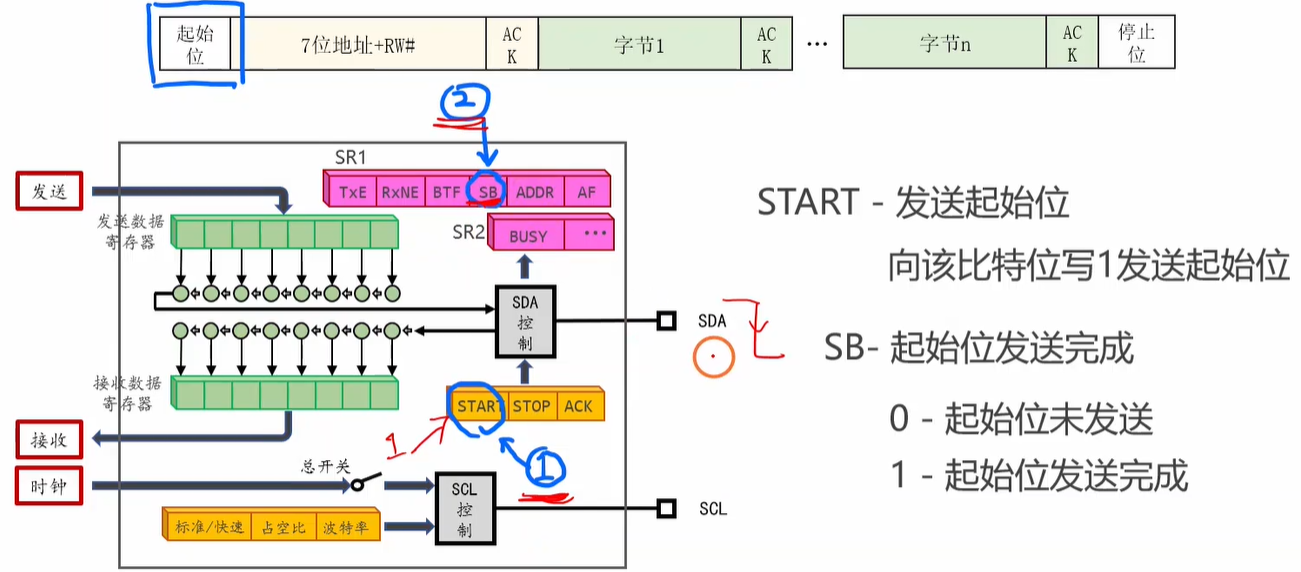 起始
位
7位地址+RW#
AC
K
字节1
AC
K
...
字节n
AC
K
停止
位
②
SR1
TxE RxNE BTF SB ADDR AF
SR2
BUSY ...
发送
发送数据
寄存器
SDA
控
制
SDA
接收数据
寄存器
START STOP ACK
1
①
接收
时钟
总开关
SCL
控
制
SCL
标准/快速 占空比 波特率
START - 发送起始位
向该比特位写1发送起始位
SB- 起始位发送完成
0 - 起始位未发送
1 - 起始位发送完成